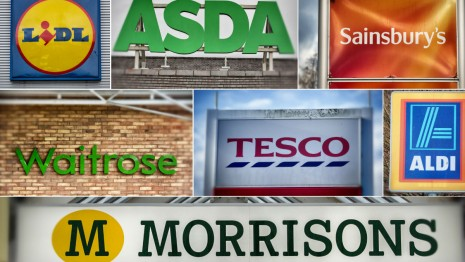 LIDL
ASDA
Sainsbury's
Waitrose
TESCO
ALDI
M MORRISONS